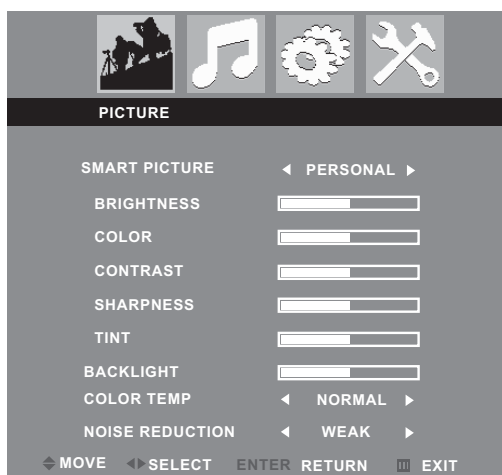 PICTURE
SMART PICTURE PERSONAL
BRIGHTNESS
COLOR
CONTRAST
SHARPNESS
TINT
BACKLIGHT
COLOR TEMP NORMAL
NOISE REDUCTION WEAK
MOVE SELECT ENTER RETURN EXIT